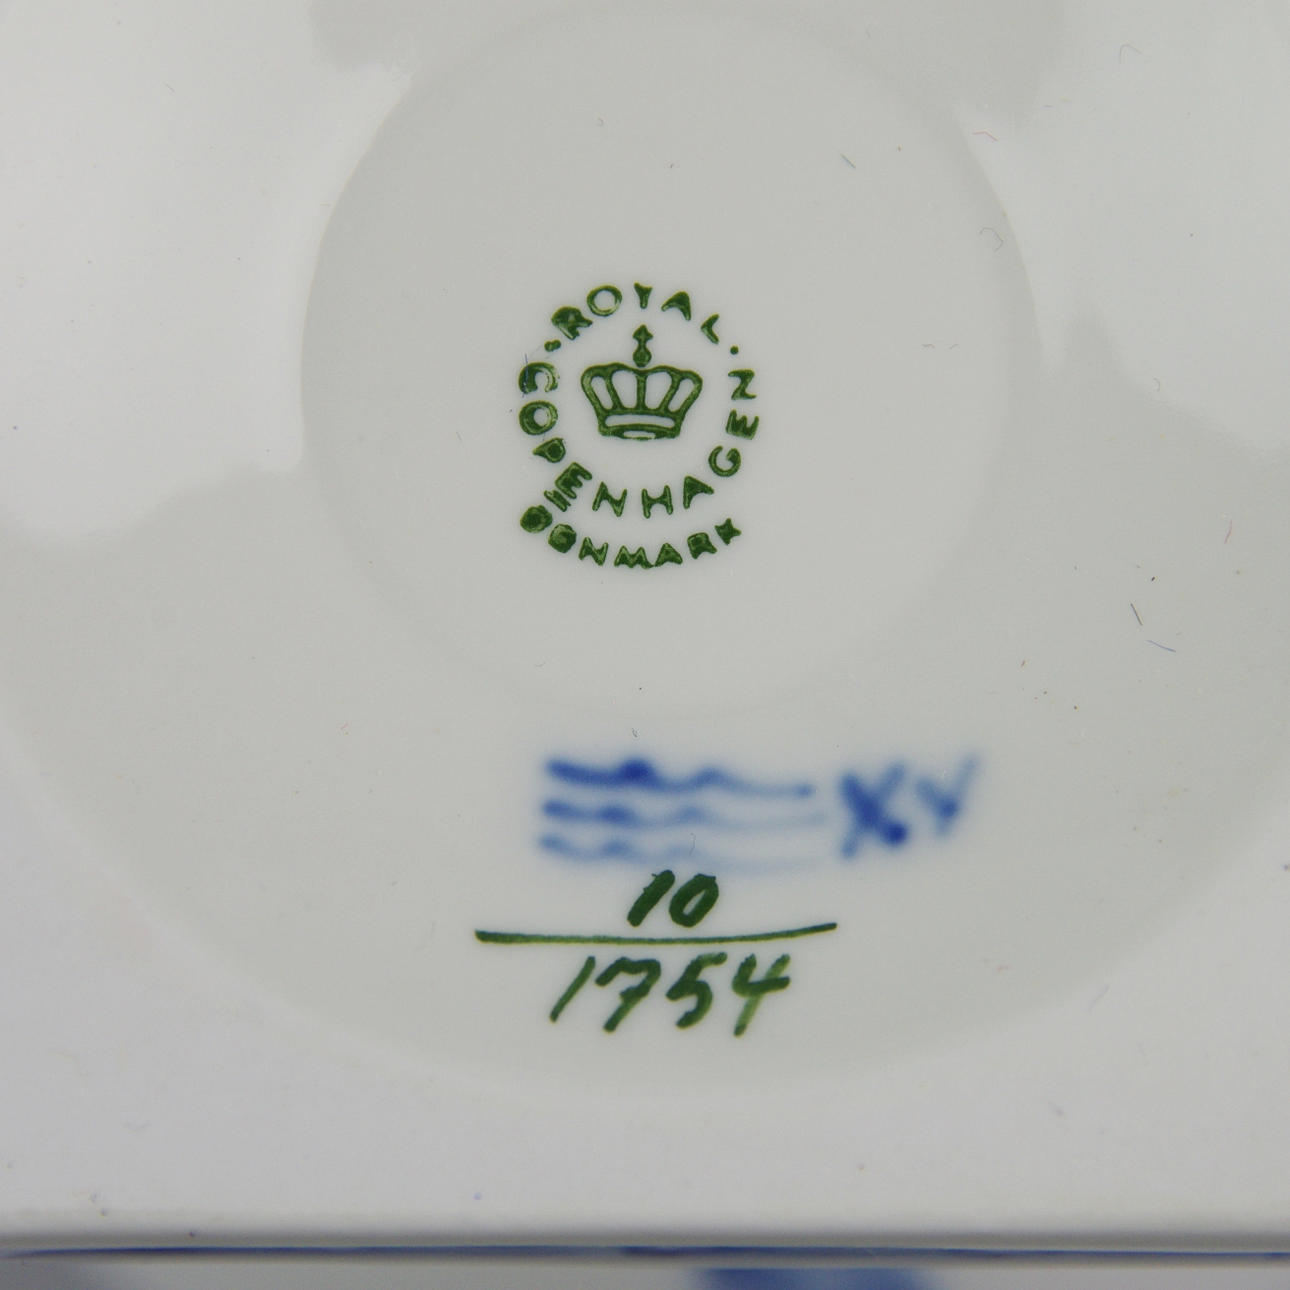 ROYAL
COPENHAGEN
DENMARK
XV
10
1754